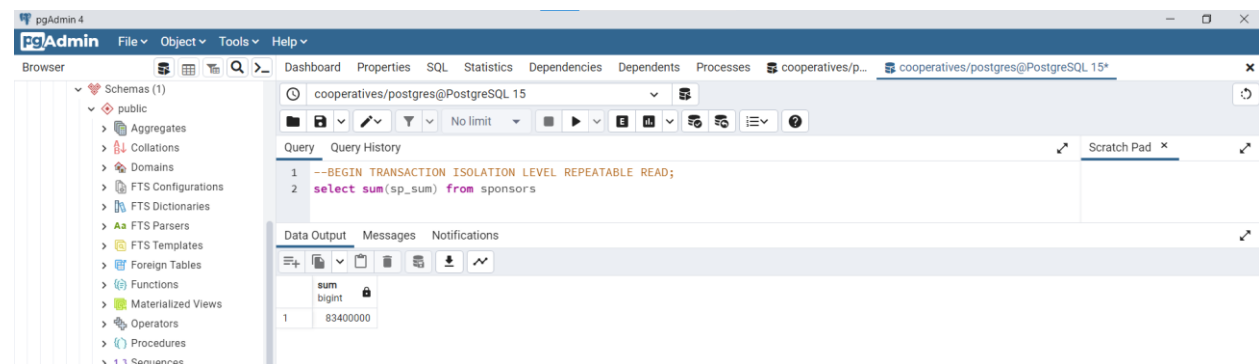 pgAdmin 4
pgAdmin File Object Tools Help
Browser Dashboard Properties SQL Statistics Dependencies Dependents Processes cooperatives/p... cooperatives/postgres@PostgreSQL 15*
Schemas (1)
public
Aggregates
Collations
Domains
FTS Configurations
FTS Dictionaries
Aa FTS Parsers
FTS Templates
Foreign Tables
Functions
Materialized Views
Operators
Procedures
1..3 Sequences
cooperatives/postgres@PostgreSQL 15
No limit
Query Query History
Scratch Pad
1 --BEGIN TRANSACTION ISOLATION LEVEL REPEATABLE READ;
2 select sum(sp_sum) from sponsors
Data Output Messages Notifications
sum
bigint
1 83400000